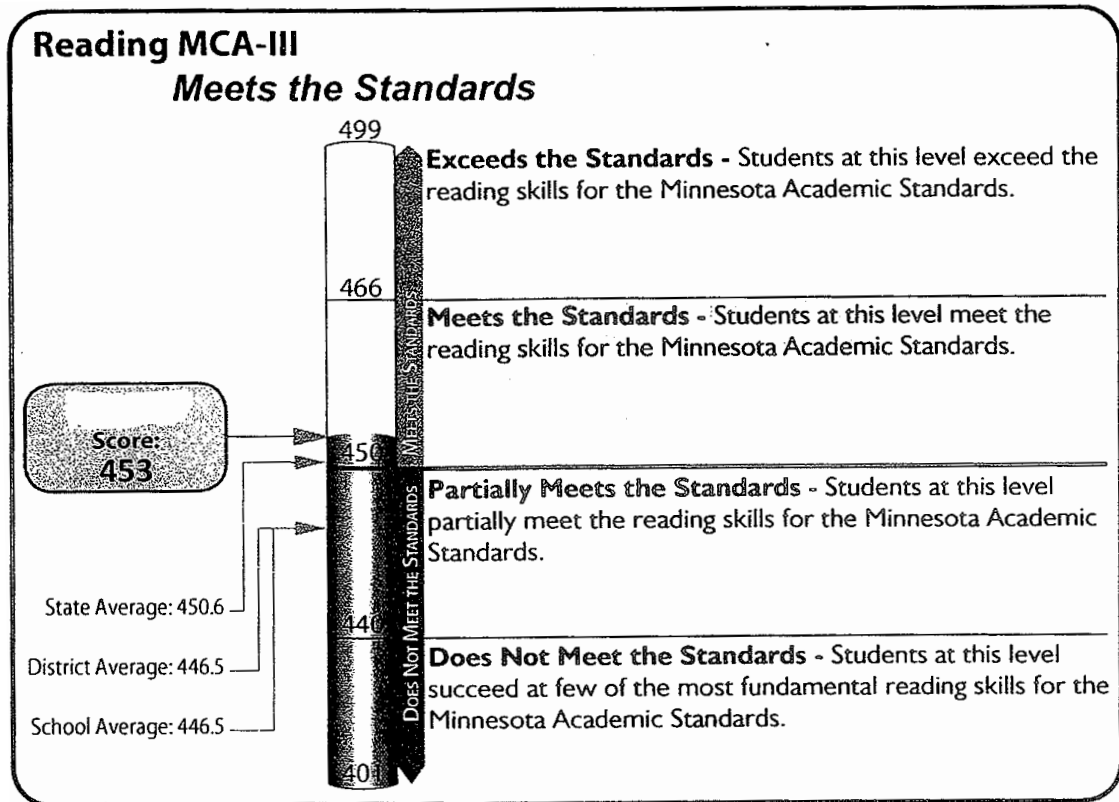 Reading MCA-III
Meets the Standards
499
Exceeds the Standards - Students at this level exceed the
reading skills for the Minnesota Academic Standards.
466
Meets the Standards - Students at this level meet the
reading skills for the Minnesota Academic Standards.
MEETS THE STANDARDS
Score:
453
450
Partially Meets the Standards - Students at this level
partially meet the reading skills for the Minnesota Academic
Standards.
DOES NOT MEET THE STANDARDS
State Average: 450.6
440
District Average: 446.5
Does Not Meet the Standards - Students at this level
succeed at few of the most fundamental reading skills for the
Minnesota Academic Standards.
School Average: 446.5
401